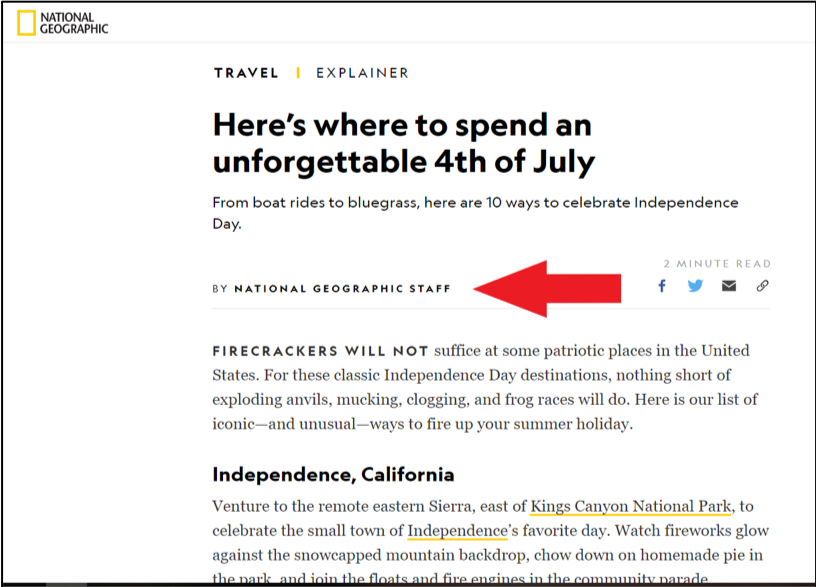 NATIONAL
GEOGRAPHIC
TRAVEL | EXPLAINER
Here's where to spend an
unforgettable 4th of July
From boat rides to bluegrass, here are 10 ways to celebrate Independence
Day.
2 MINUTE READ
BY NATIONAL GEOGRAPHIC STAFF
FIRECRACKERS WILL NOT suffice at some patriotic places in the United
States. For these classic Independence Day destinations, nothing short of
exploding anvils, mucking, clogging, and frog races will do. Here is our list of
iconic—and unusual—ways to fire up your summer holiday.
Independence, California
Venture to the remote eastern Sierra, east of Kings Canyon National Park, to
celebrate the small town of Independence's favorite day. Watch fireworks glow
against the snowcapped mountain backdrop, chow down on homemade pie in
the park, and join the floats and fire engines in the community parade.